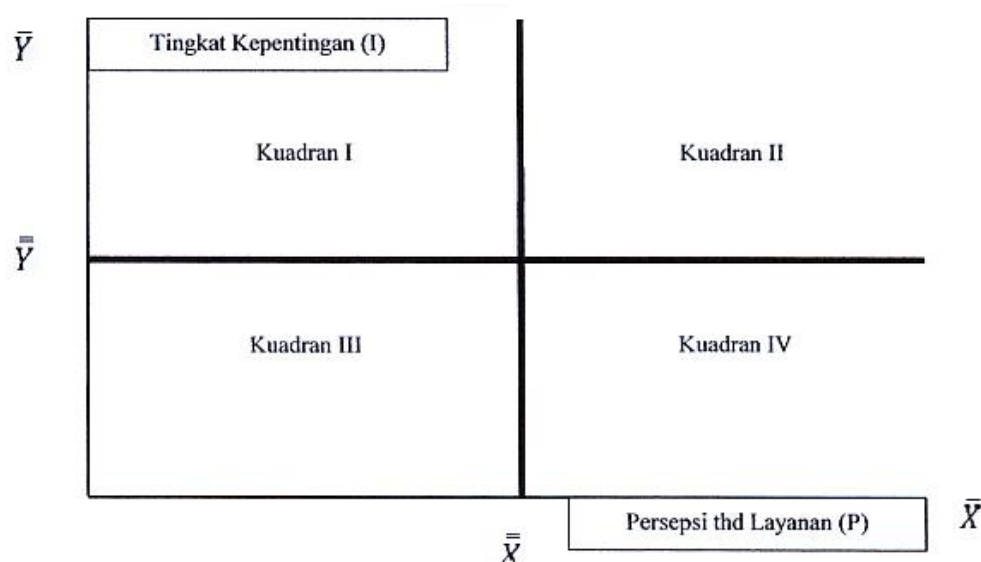 Ȳ
Tingkat Kepentingan (I)
Kuadran I
Kuadran II
Y̿
Kuadran III
Kuadran IV
Persepsi thd Layanan (P)
X̄
X̿